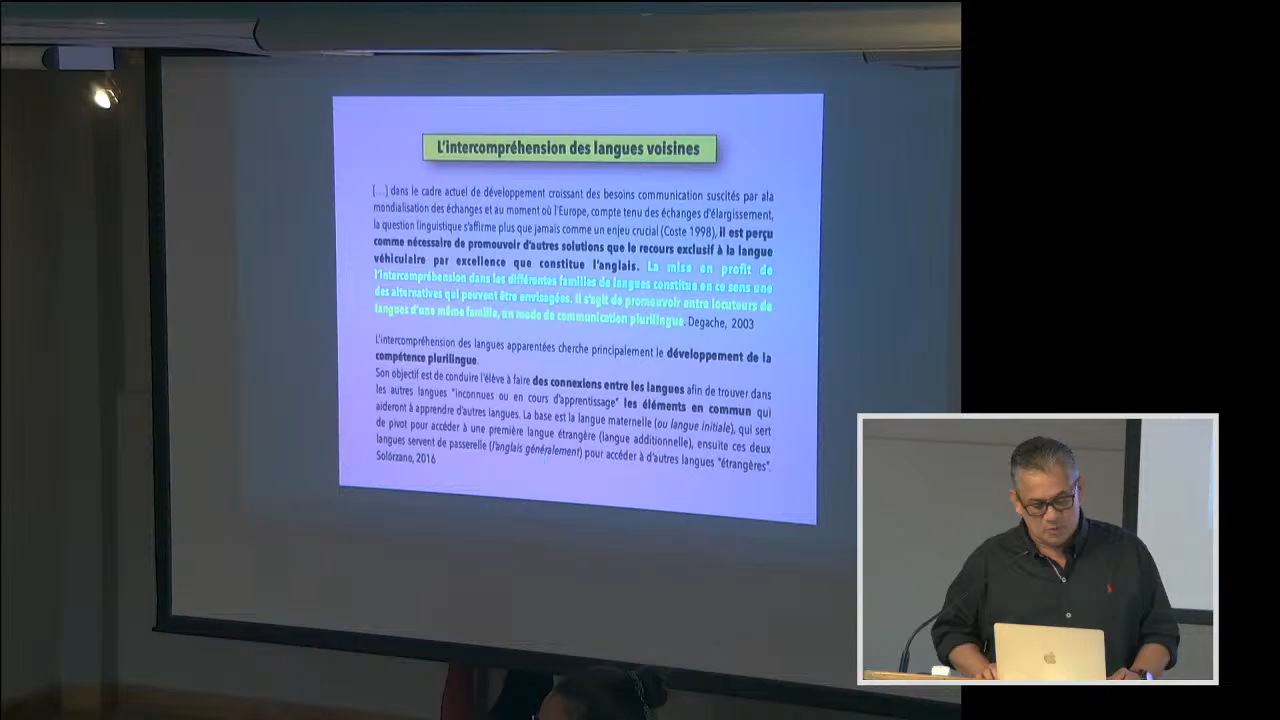 L'intercompréhension des langues voisines
[…] dans le cadre actuel de développement croissant des besoins communication suscités par ala
mondialisation des échanges et au moment où l'Europe, compte tenu des échanges d'élargissement,
la question linguistique s'affirme plus que jamais comme un enjeu crucial (Coste 1998), il est perçu
comme nécessaire de promouvoir d'autres solutions que le recours exclusif à la langue
véhiculaire par excellence que constitue l'anglais. La mise en profit de
l'intercompréhension dans les différentes familles de langues constitue en ce sens une
des alternatives qui peuvent être envisagées. Il s'agit de promouvoir entre locuteurs de
langues d'une même famille, un mode de communication plurilingue. Degache, 2003
L'intercompréhension des langues apparentées cherche principalement le développement de la
compétence plurilingue.
Son objectif est de conduire l'élève à faire des connexions entre les langues afin de trouver dans
les autres langues "inconnues ou en cours d'apprentissage" les éléments en commun qui
aideront à apprendre d'autres langues. La base est la langue maternelle (ou langue initiale), qui sert
de pivot pour accéder à une première langue étrangère (langue additionnelle), ensuite ces deux
langues servent de passerelle (l'anglais généralement) pour accéder à d'autres langues "étrangères".
Solórzano, 2016